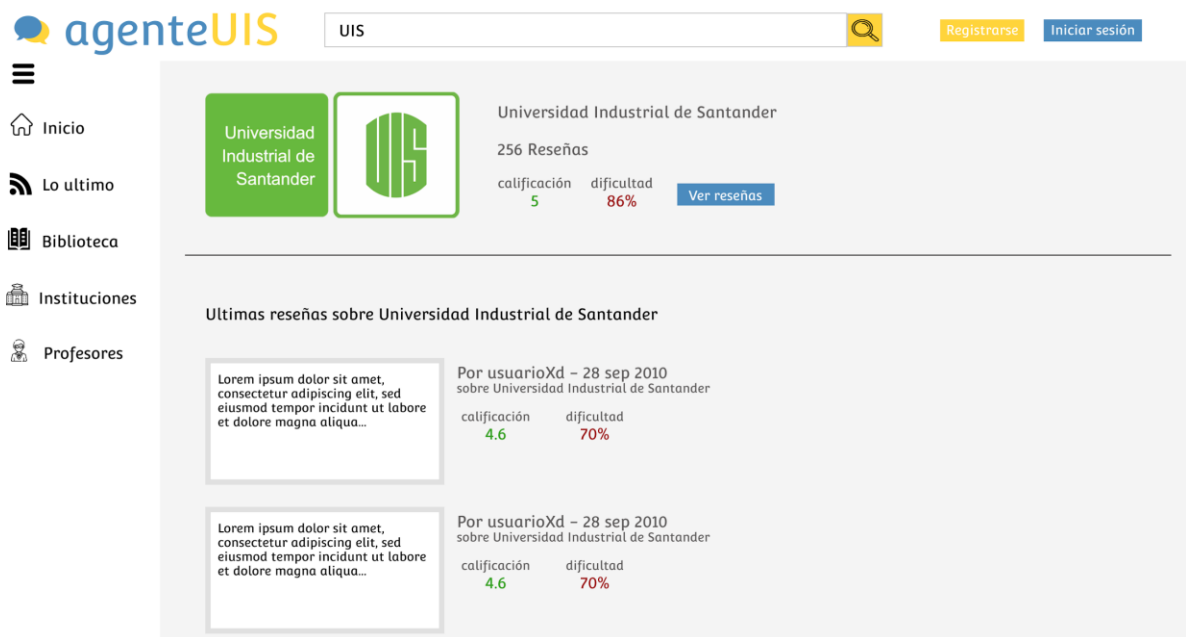 agenteUIS
UIS
Registrarse
Iniciar sesión
Inicio
Lo ultimo
Biblioteca
Instituciones
Profesores
Universidad
Industrial de
Santander
UIS
Universidad Industrial de Santander
256 Reseñas
calificación dificultad
5 86%
Ver reseñas
Ultimas reseñas sobre Universidad Industrial de Santander
Lorem ipsum dolor sit amet,
consectetur adipiscing elit, sed
eiusmod tempor incidunt ut labore
et dolore magna aliqua...
Por usuarioXd – 28 sep 2010
sobre Universidad Industrial de Santander
calificación dificultad
4.6 70%
Lorem ipsum dolor sit amet,
consectetur adipiscing elit, sed
eiusmod tempor incidunt ut labore
et dolore magna aliqua...
Por usuarioXd – 28 sep 2010
sobre Universidad Industrial de Santander
calificación dificultad
4.6 70%